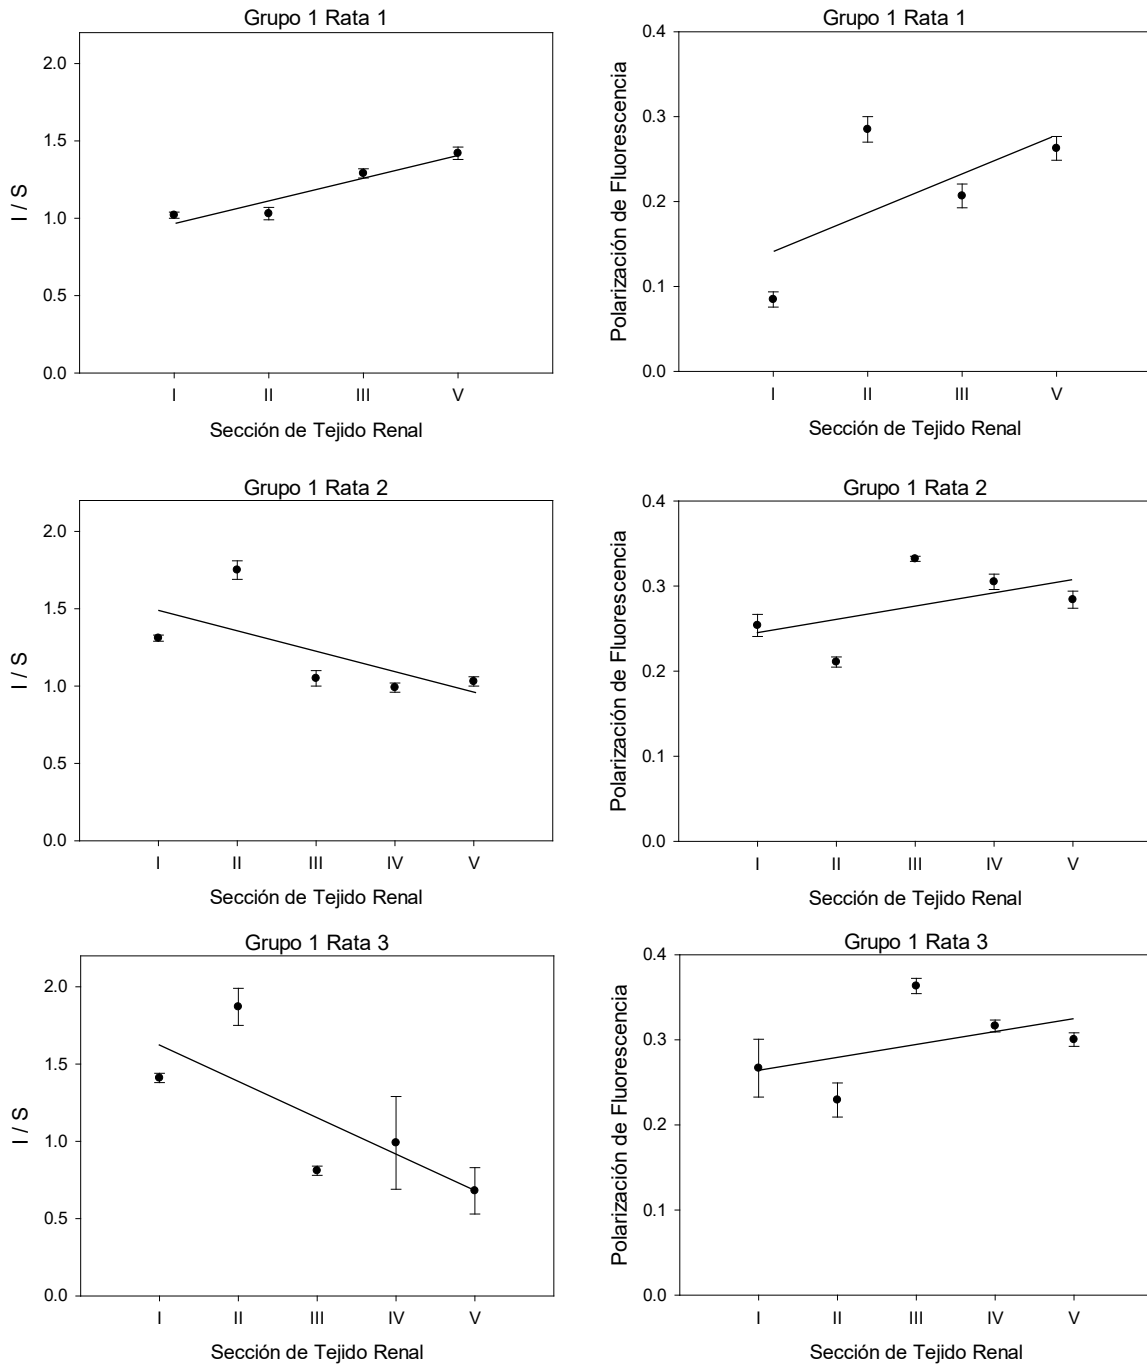 Grupo 1 Rata 1
2.0
1.5
1.0
0.5
0.0
I / S
I II III V
Sección de Tejido Renal
Grupo 1 Rata 1
0.4
0.3
0.2
0.1
0.0
Polarización de Fluorescencia
I II III V
Sección de Tejido Renal
Grupo 1 Rata 2
2.0
1.5
1.0
0.5
0.0
I / S
I II III IV V
Sección de Tejido Renal
Grupo 1 Rata 2
0.4
0.3
0.2
0.1
0.0
Polarización de Fluorescencia
I II III IV V
Sección de Tejido Renal
Grupo 1 Rata 3
2.0
1.5
1.0
0.5
0.0
I / S
I II III IV V
Sección de Tejido Renal
Grupo 1 Rata 3
0.4
0.3
0.2
0.1
0.0
Polarización de Fluorescencia
I II III IV V
Sección de Tejido Renal